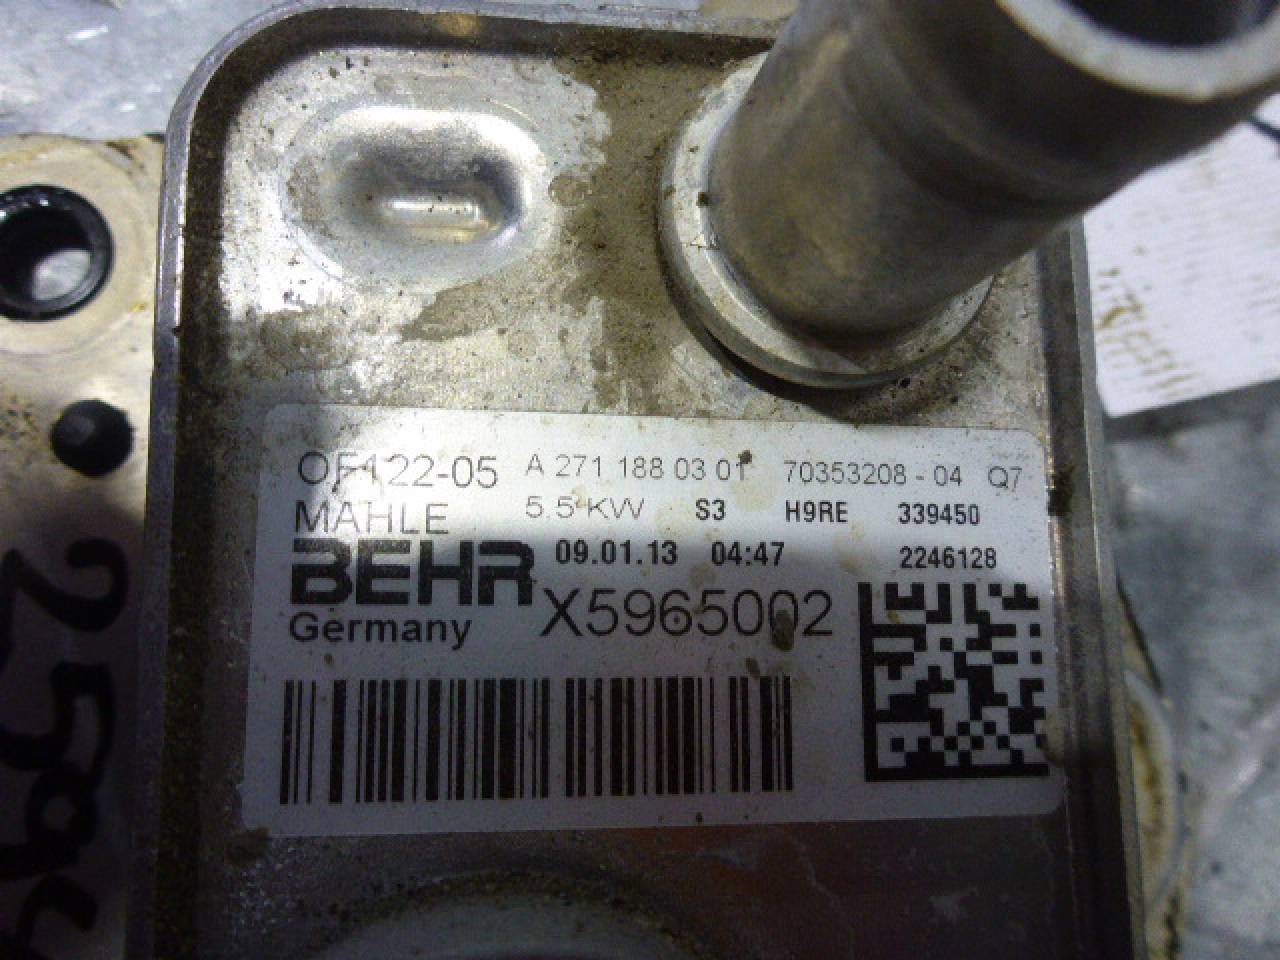 OF122-05 A 271 188 03 01 70353208 - 04 Q7
MAHLE 5.5 KW S3 H9RE 339450
BEHR 09.01.13 04:47 2246128
Germany X5965002